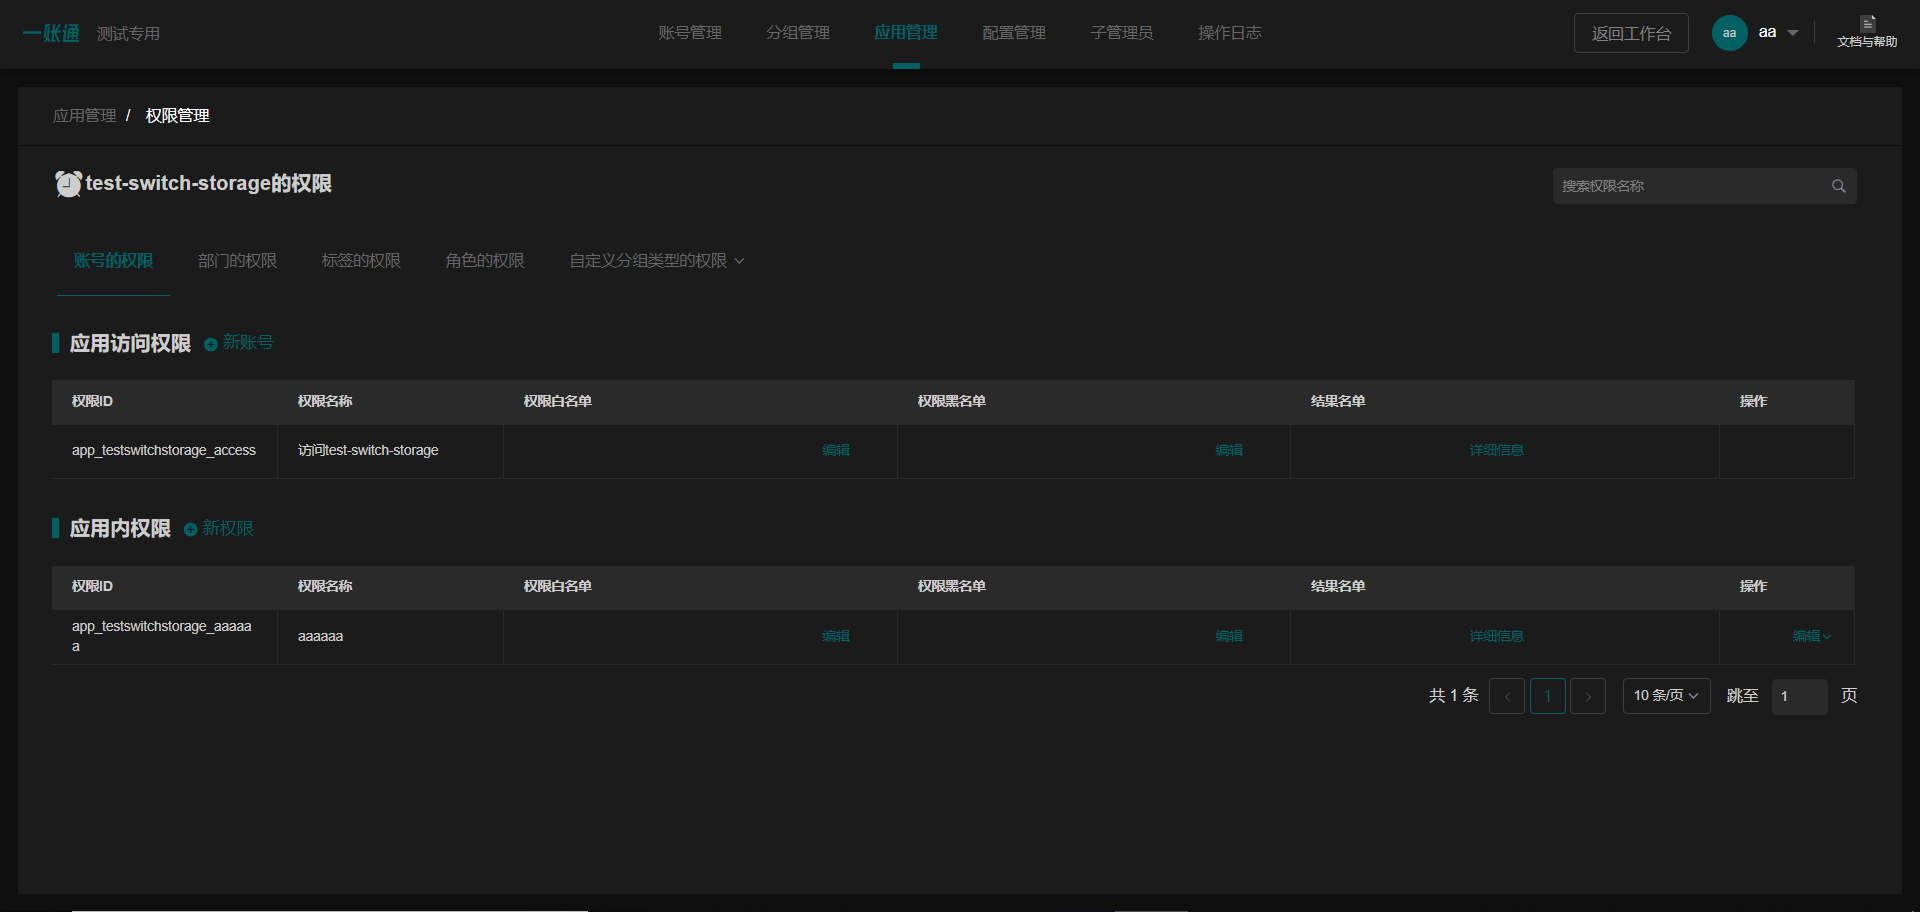 一账通 测试专用 账号管理 分组管理 应用管理 配置管理 子管理员 操作日志 返回工作台 aa aa 文档与帮助
应用管理 / 权限管理
test-switch-storage的权限 搜索权限名称
账号的权限 部门的权限 标签的权限 角色的权限 自定义分组类型的权限
应用访问权限 新账号
权限ID 权限名称 权限白名单 权限黑名单 结果名单 操作
app_testswitchstorage_access 访问test-switch-storage 编辑 编辑 详细信息
应用内权限 新权限
权限ID 权限名称 权限白名单 权限黑名单 结果名单 操作
app_testswitchstorage_aaaaa
a aaaaaa 编辑 编辑 详细信息 编辑
共 1 条 1 10 条/页 跳至 1 页